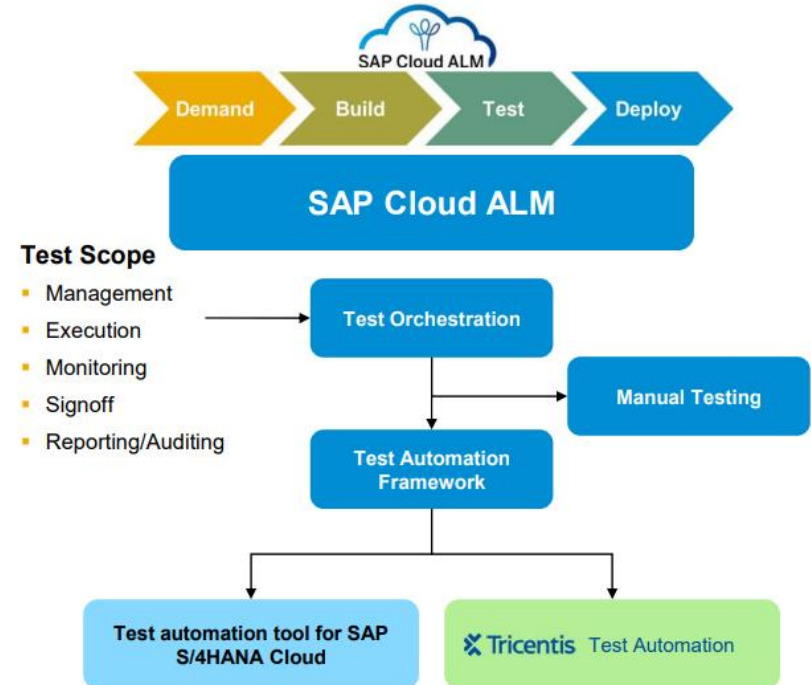 SAP Cloud ALM
Demand
Build
Test
Deploy
SAP Cloud ALM
Test Scope
▪ Management
▪ Execution
▪ Monitoring
▪ Signoff
▪ Reporting/Auditing
Test Orchestration
Manual Testing
Test Automation
Framework
Test automation tool for SAP
S/4HANA Cloud
Tricentis Test Automation